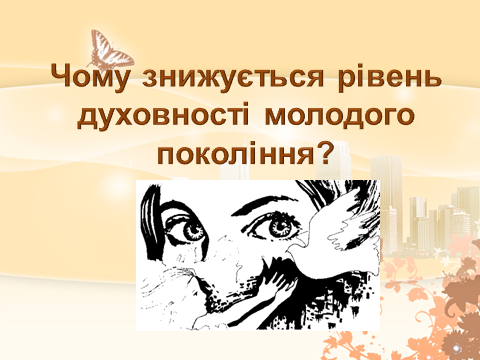 Чому знижується рівень
духовності молодого
покоління?